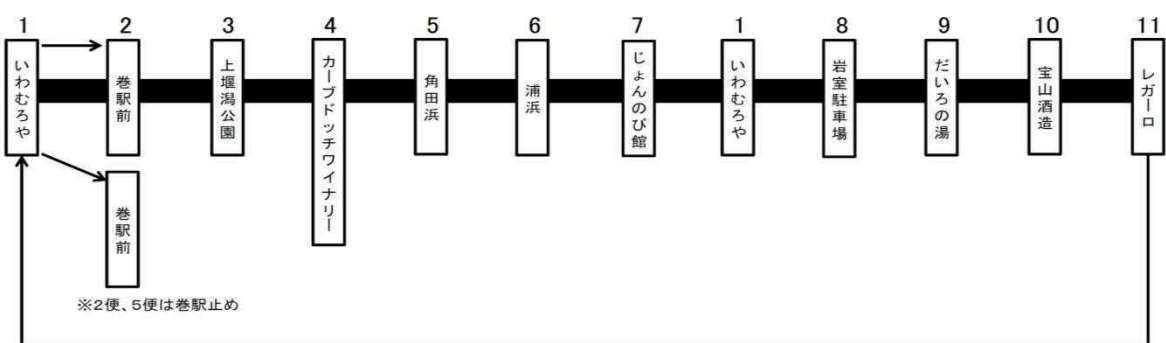 1
2
3
4
5
6
7
1
8
9
10
11
いわむろや
巻駅前
上堰潟公園
カーブドッチワイナリー
角田浜
浦浜
じょんのび館
いわむろや
岩室駐車場
だいろの湯
宝山酒造
レガーロ
巻駅前
※2便、5便は巻駅止め